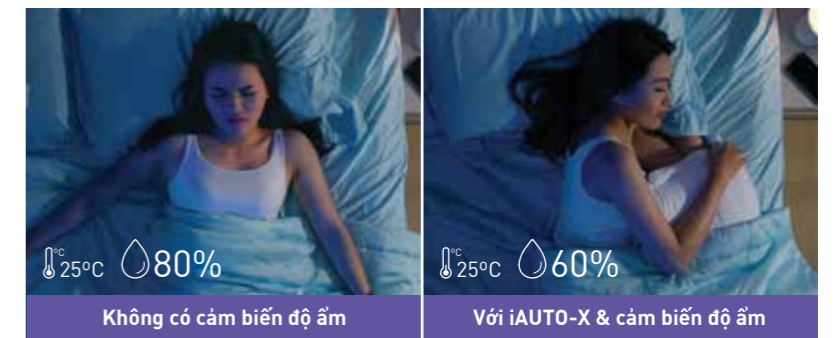 °C 25°C 80%
Không có cảm biến độ ẩm
°C 25°C 60%
Với iAUTO-X & cảm biến độ ẩm